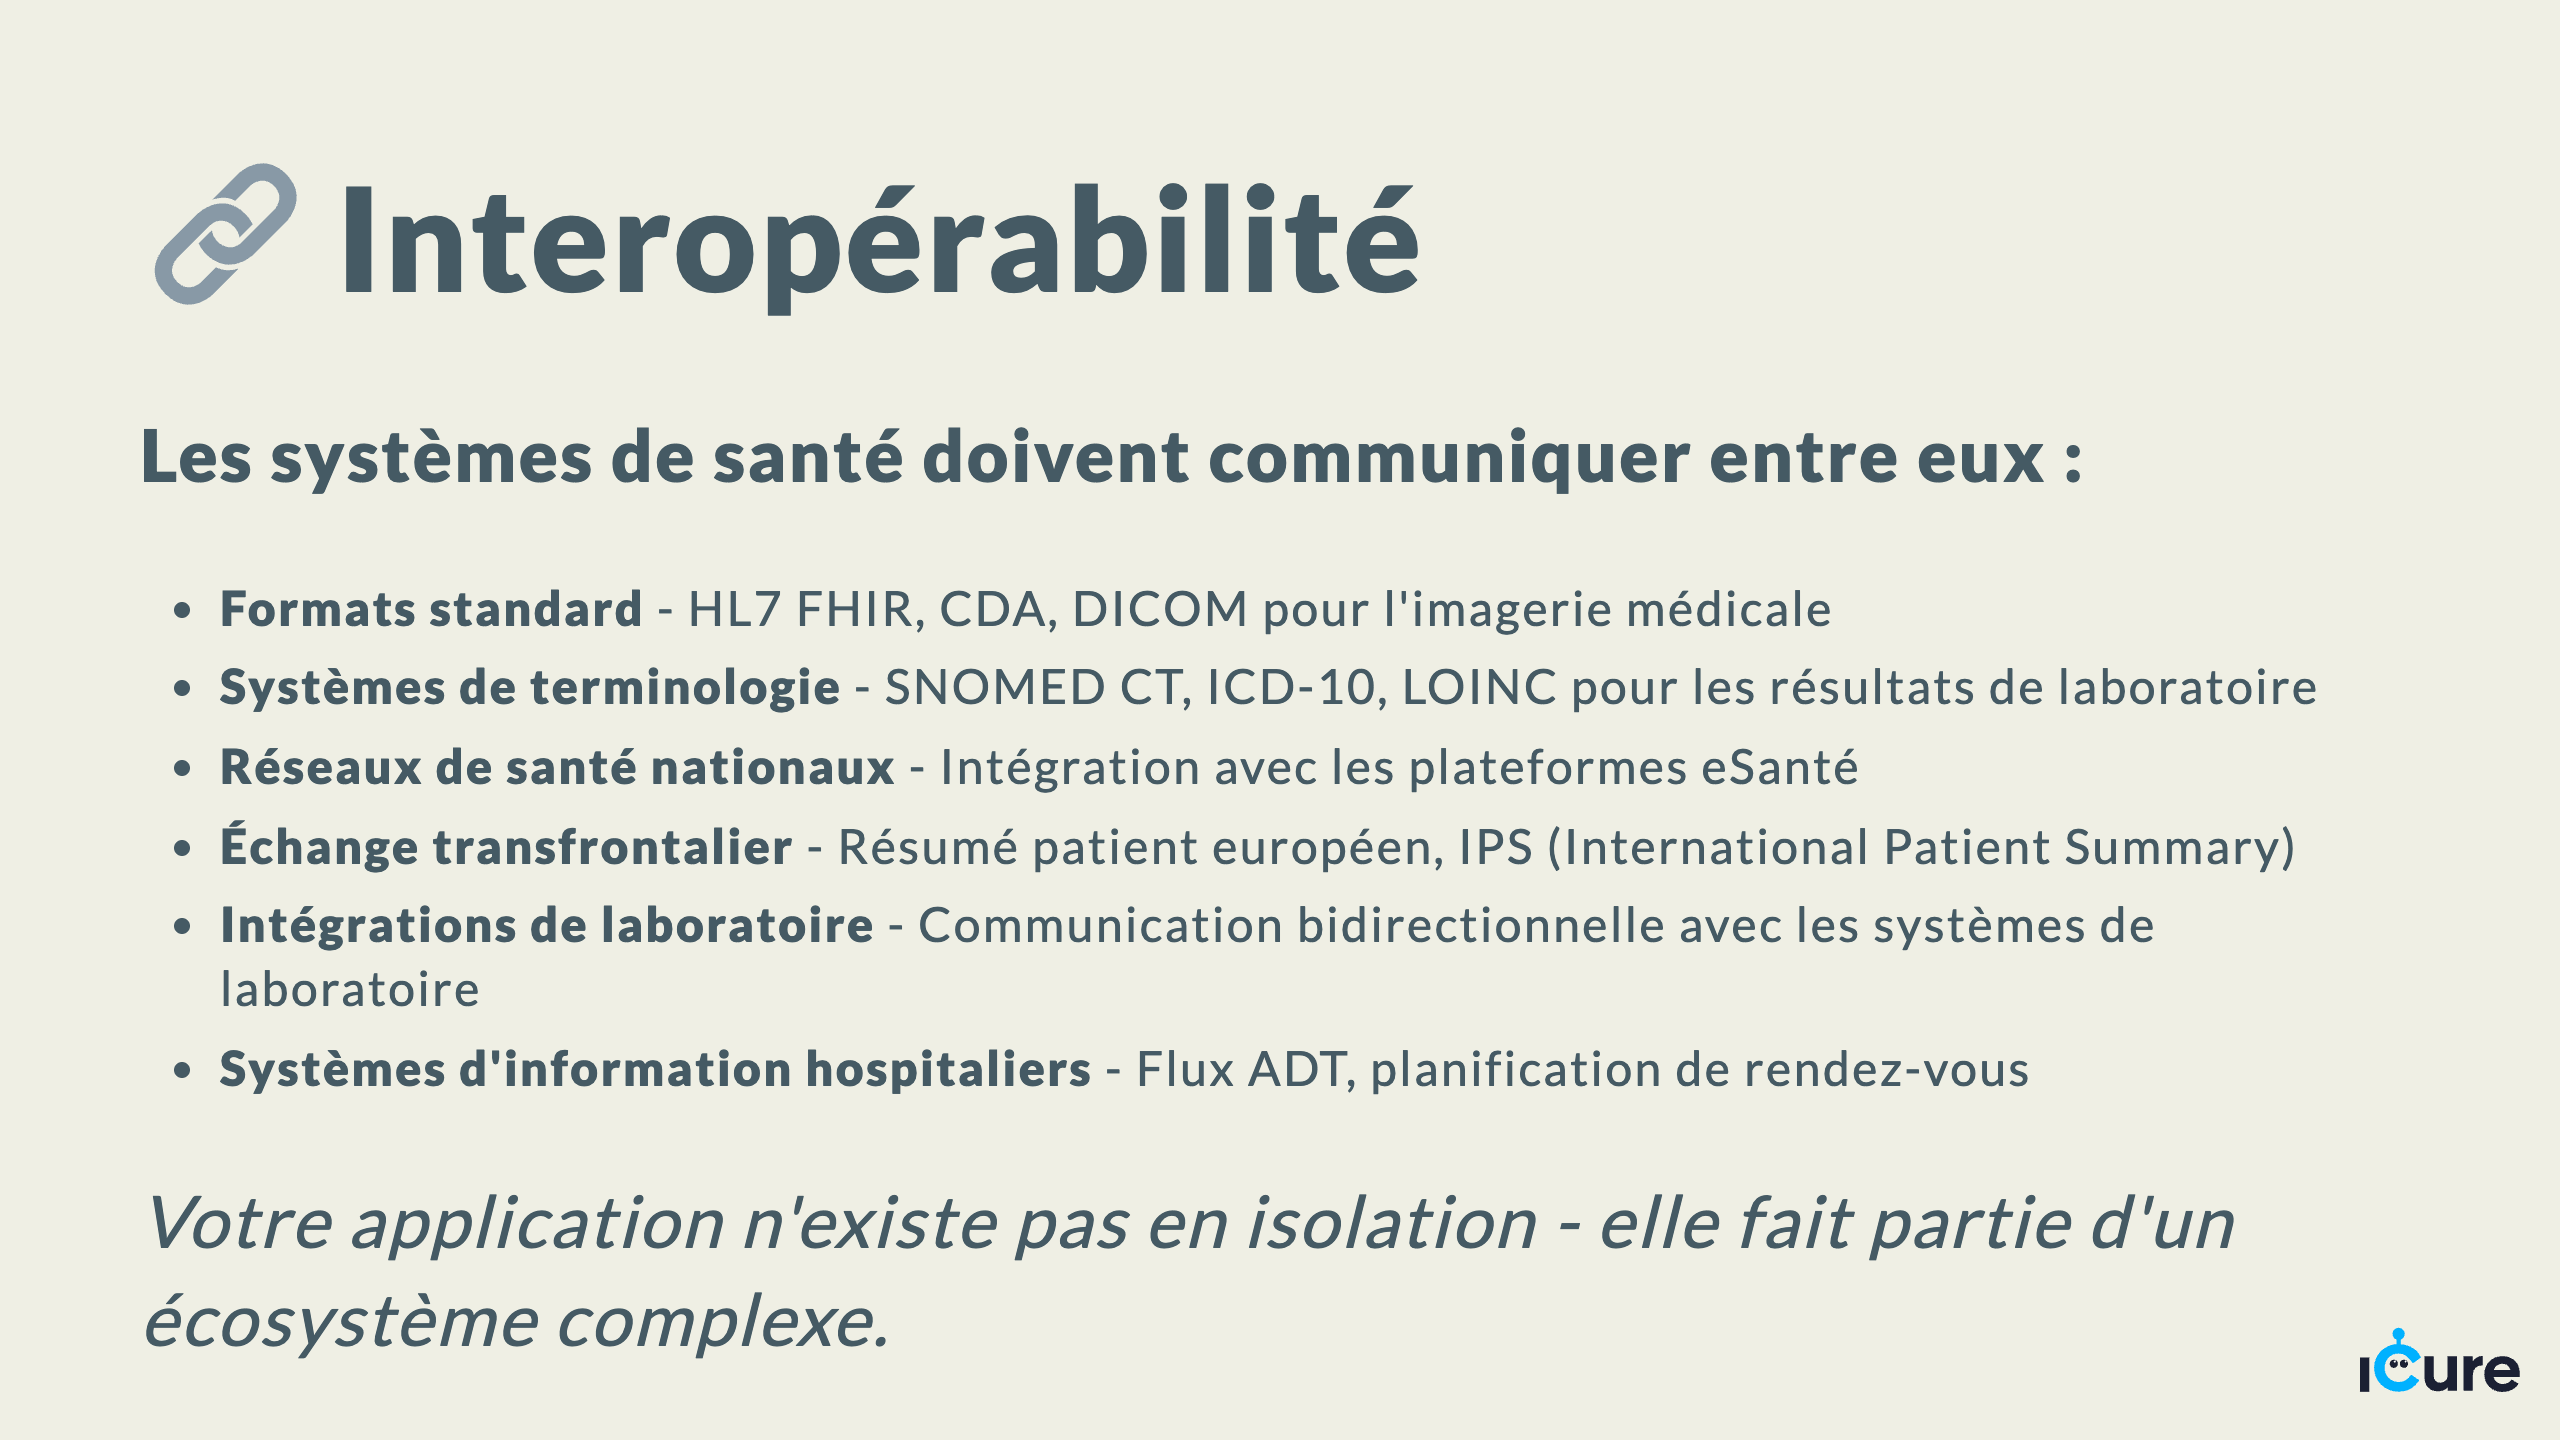 Interopérabilité
Les systèmes de santé doivent communiquer entre eux :
• Formats standard - HL7 FHIR, CDA, DICOM pour l'imagerie médicale
• Systèmes de terminologie - SNOMED CT, ICD-10, LOINC pour les résultats de laboratoire
• Réseaux de santé nationaux - Intégration avec les plateformes eSanté
• Échange transfrontalier - Résumé patient européen, IPS (International Patient Summary)
• Intégrations de laboratoire - Communication bidirectionnelle avec les systèmes de
laboratoire
• Systèmes d'information hospitaliers - Flux ADT, planification de rendez-vous
Votre application n'existe pas en isolation - elle fait partie d'un
écosystème complexe.
iCure